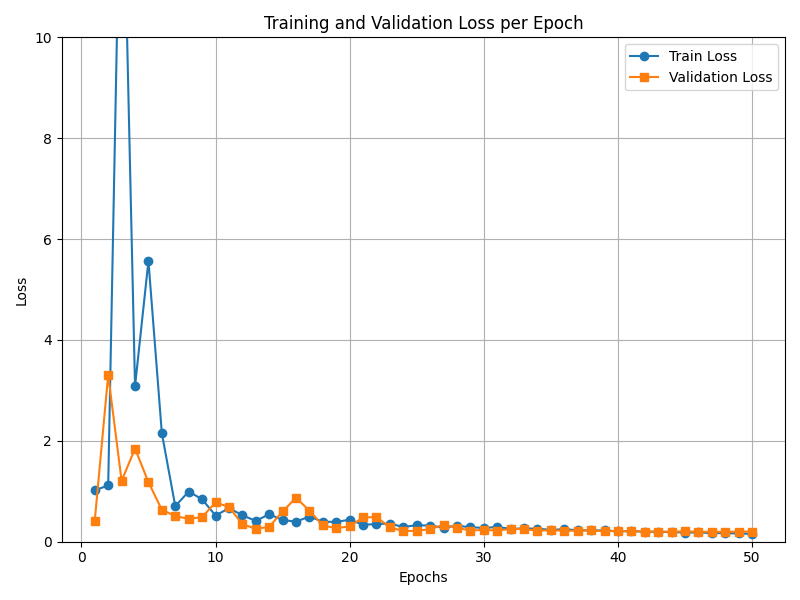 Training and Validation Loss per Epoch
Train Loss
Validation Loss
10
8
6
4
2
0
Loss
0 10 20 30 40 50
Epochs